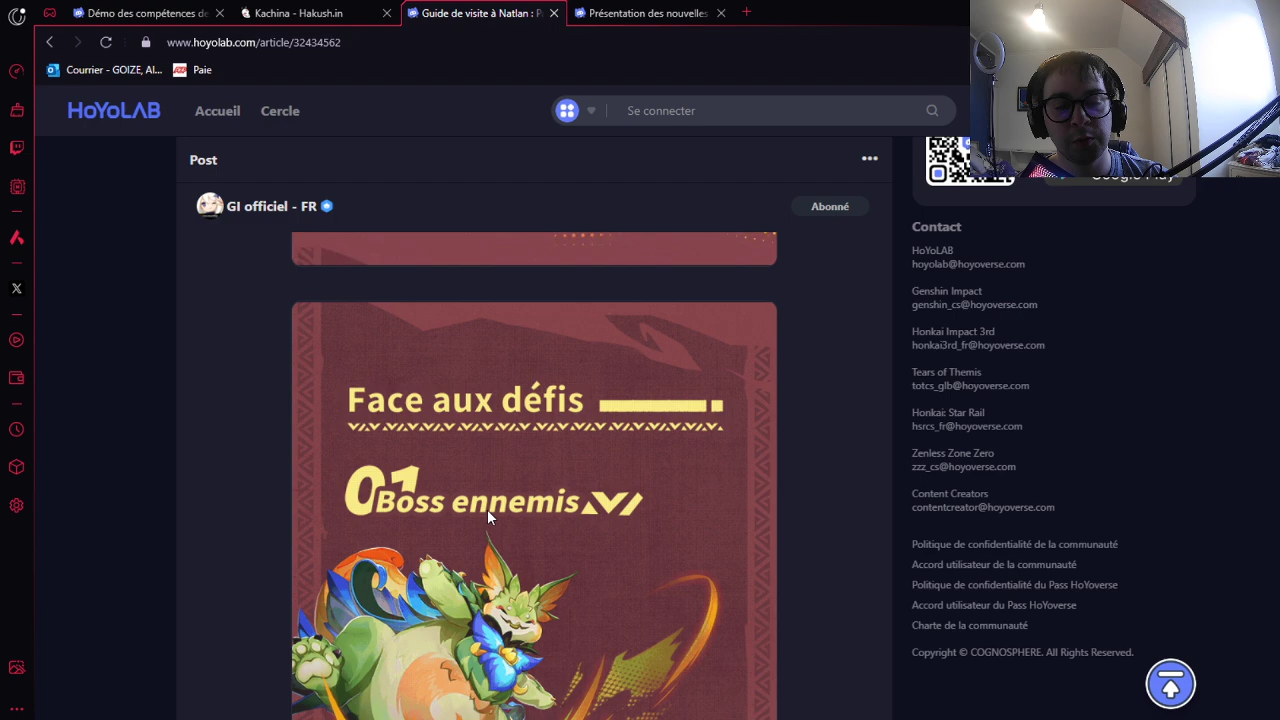 Démo des compétences de
Kachina - Hakush.in
Guide de visite à Natlan : P
Présentation des nouvelles
www.hoyolab.com/article/32434562
Courrier - GOIZE, Al...
Paie
HoYoLAB
Accueil
Cercle
Se connecter
Post
GI officiel - FR
Abonné
Face aux défis
01
Boss ennemis
Google Play
Contact
HoYoLAB
hoyolab@hoyoverse.com
Genshin Impact
genshin_cs@hoyoverse.com
Honkai Impact 3rd
honkai3rd_fr@hoyoverse.com
Tears of Themis
totcs_glb@hoyoverse.com
Honkai: Star Rail
hsrcs_fr@hoyoverse.com
Zenless Zone Zero
zzz_cs@hoyoverse.com
Content Creators
contentcreator@hoyoverse.com
Politique de confidentialité de la communauté
Accord utilisateur de la communauté
Politique de confidentialité du Pass HoYoverse
Accord utilisateur du Pass HoYoverse
Charte de la communauté
Copyright © COGNOSPHERE. All Rights Reserved.